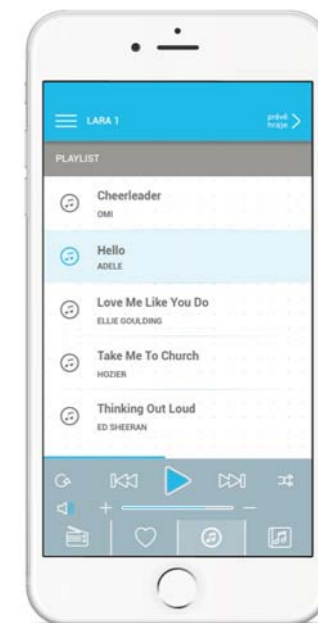 LARA 1
právě
hraje
PLAYLIST
Cheerleader
OMI
Hello
ADELE
Love Me Like You Do
ELLIE GOULDING
Take Me To Church
HOZIER
Thinking Out Loud
ED SHEERAN